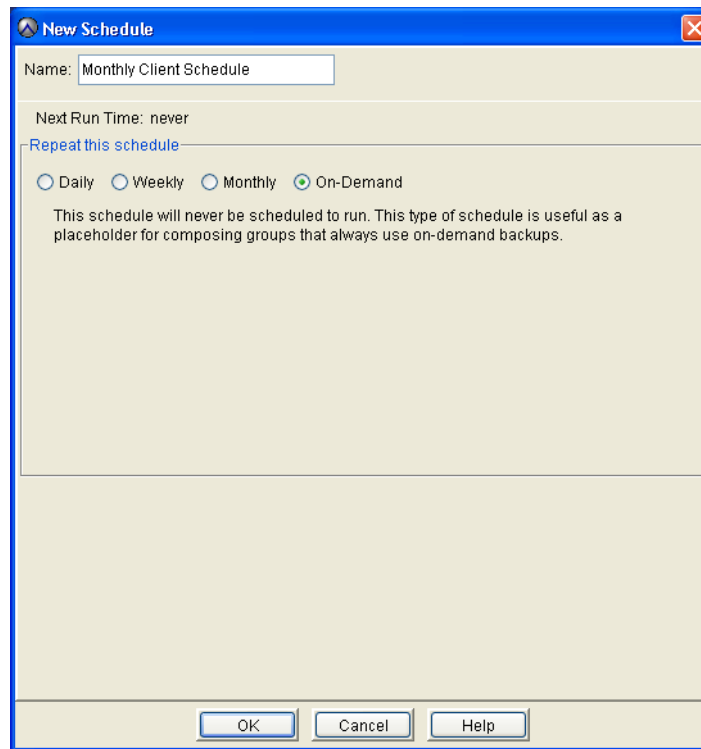 New Schedule
Name: Monthly Client Schedule
Next Run Time: never
Repeat this schedule
Daily Weekly Monthly On-Demand
This schedule will never be scheduled to run. This type of schedule is useful as a
placeholder for composing groups that always use on-demand backups.
OK Cancel Help